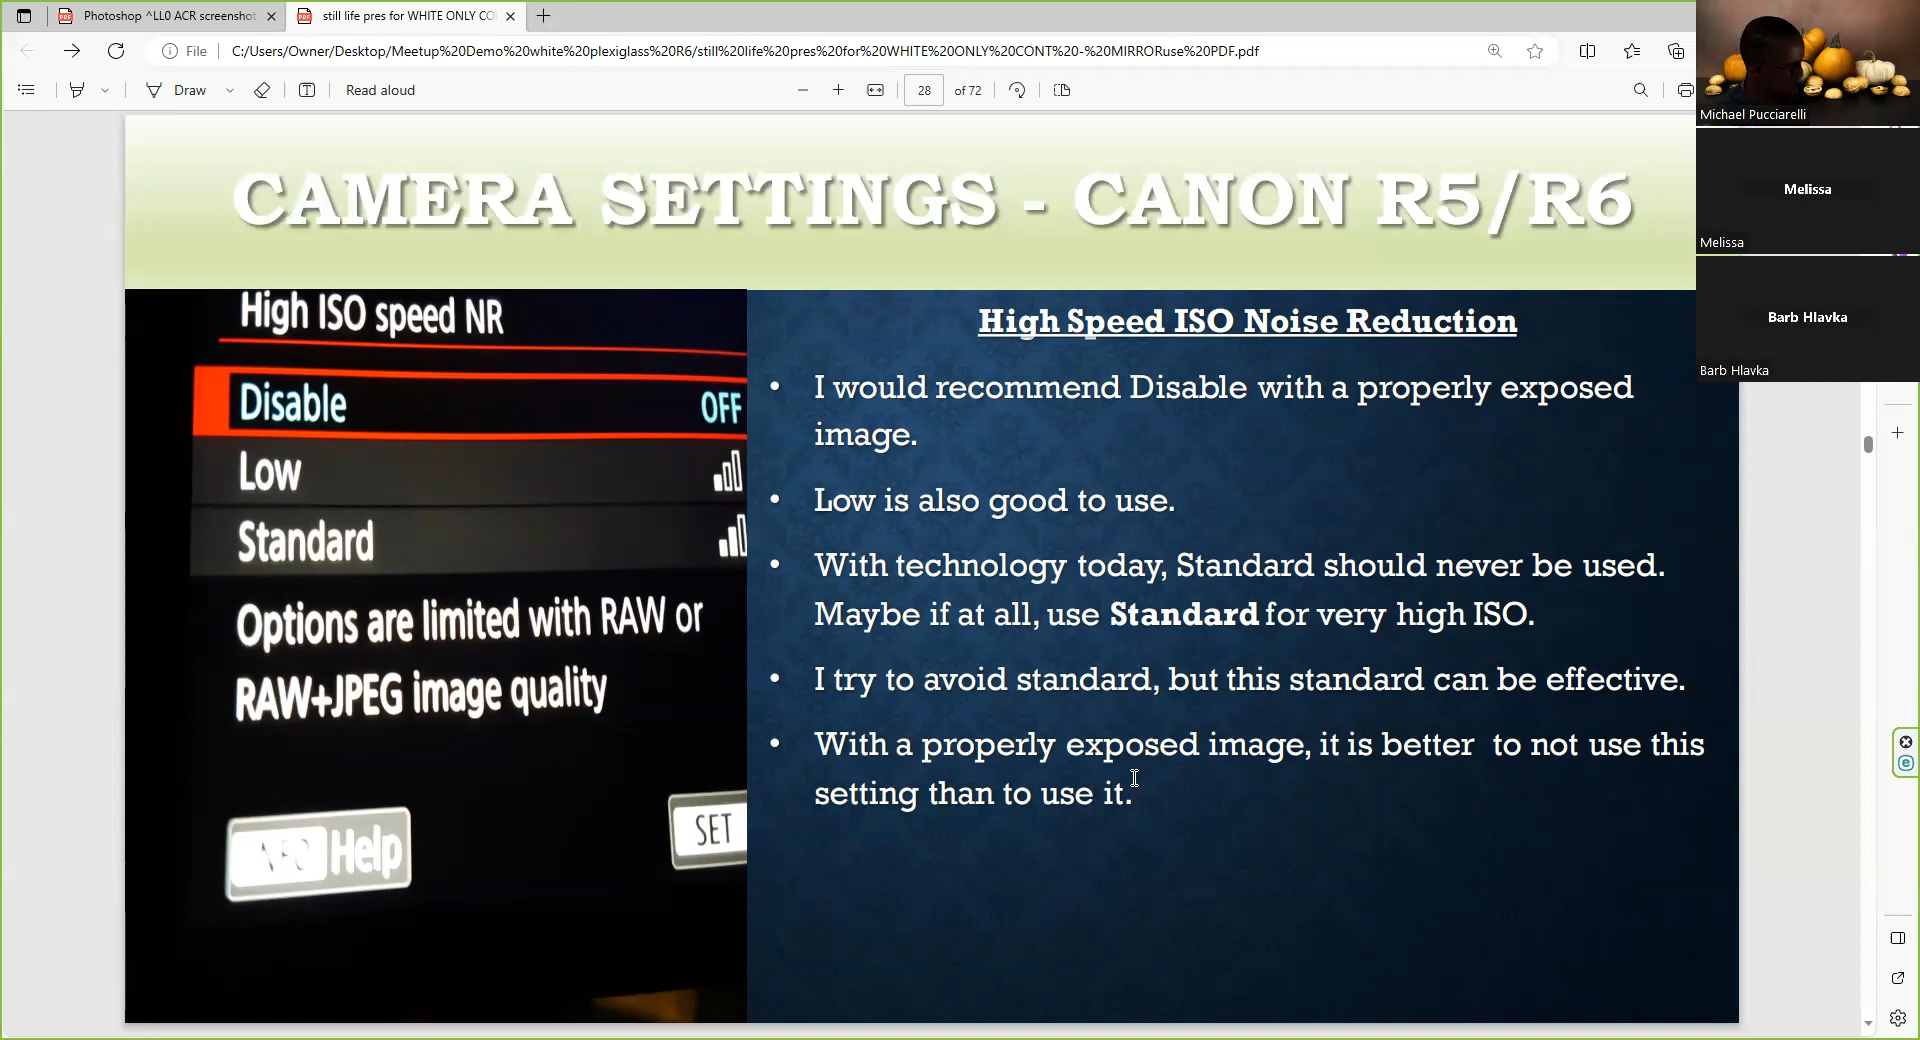 Photoshop ^LL0 ACR screenshot
still life pres for WHITE ONLY CO
File
C:/Users/Owner/Desktop/Meetup%20Demo%20white%20plexiglass%20R6/still%20life%20pres%20for%20WHITE%20ONLY%20CONT%20-%20MIRRORuse%20PDF.pdf
Draw
Read aloud
28
of 72
Michael Pucciarelli
Melissa
Melissa
Barb Hlavka
Barb Hlavka
CAMERA SETTINGS - CANON R5/R6
High ISO speed NR
Disable OFF
Low
Standard
Options are limited with RAW or
RAW+JPEG image quality
Help
SET
High Speed ISO Noise Reduction
• I would recommend Disable with a properly exposed
image.
• Low is also good to use.
• With technology today, Standard should never be used.
Maybe if at all, use Standard for very high ISO.
• I try to avoid standard, but this standard can be effective.
• With a properly exposed image, it is better to not use this
setting than to use it.